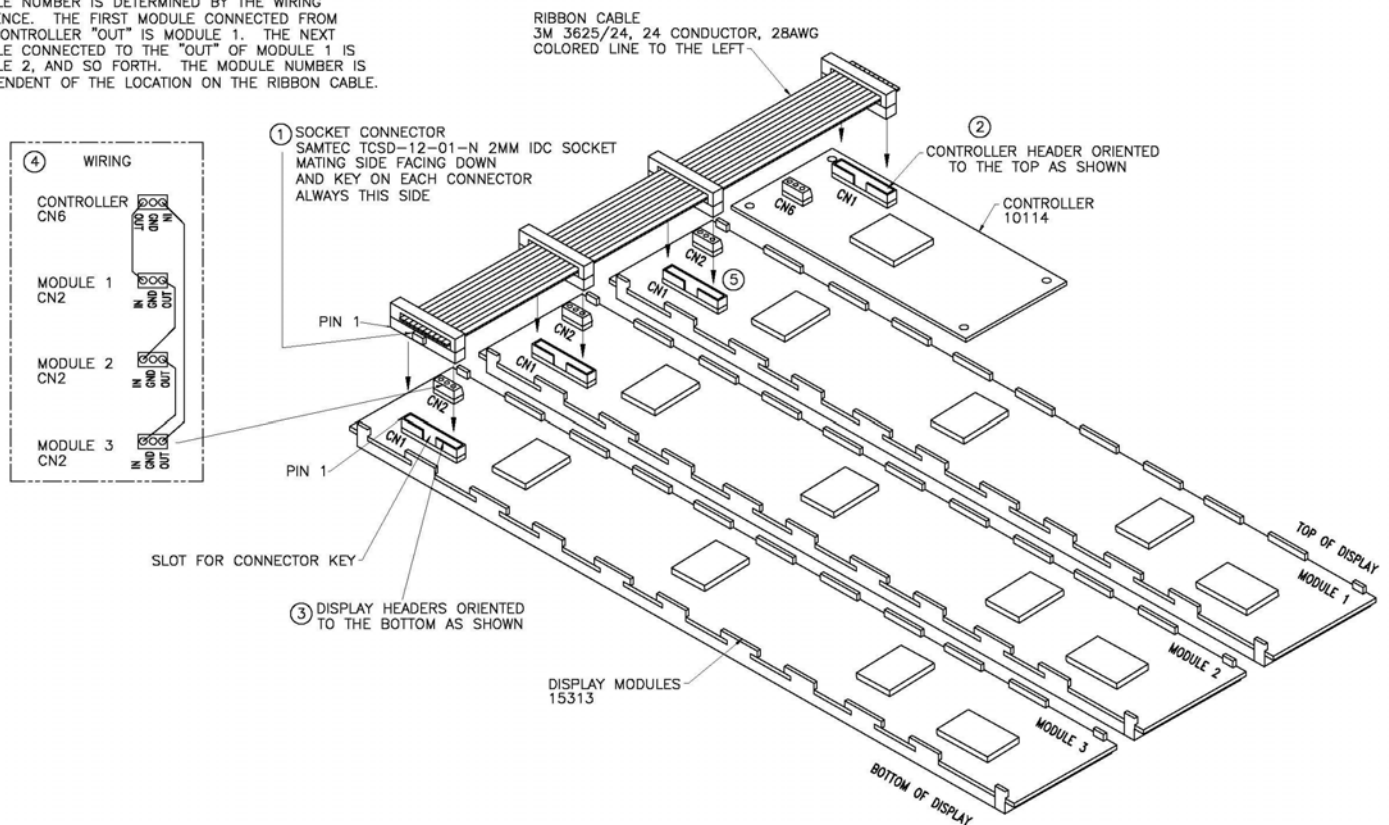 LE NUMBER IS DETERMINED BY THE WIRING
ENCE. THE FIRST MODULE CONNECTED FROM
CONTROLLER "OUT" IS MODULE 1. THE NEXT
LE CONNECTED TO THE "OUT" OF MODULE 1 IS
LE 2, AND SO FORTH. THE MODULE NUMBER IS
ENDENT OF THE LOCATION ON THE RIBBON CABLE.
RIBBON CABLE
3M 3625/24, 24 CONDUCTOR, 28AWG
COLORED LINE TO THE LEFT
1 SOCKET CONNECTOR
SAMTEC TCSD-12-01-N 2MM IDC SOCKET
MATING SIDE FACING DOWN
AND KEY ON EACH CONNECTOR
ALWAYS THIS SIDE
2
CONTROLLER HEADER ORIENTED
TO THE TOP AS SHOWN
CONTROLLER
10114
CN6
CN1
4 WIRING
CONTROLLER
CN6
OUT
GND
IN
MODULE 1
CN2
IN
GND
OUT
MODULE 2
CN2
IN
GND
OUT
MODULE 3
CN2
IN
GND
OUT
CN2
5
CN1
CN2
CN1
PIN 1
CN2
CN1
PIN 1
SLOT FOR CONNECTOR KEY
3 DISPLAY HEADERS ORIENTED
TO THE BOTTOM AS SHOWN
DISPLAY MODULES
15313
TOP OF DISPLAY
MODULE 1
MODULE 2
MODULE 3
BOTTOM OF DISPLAY